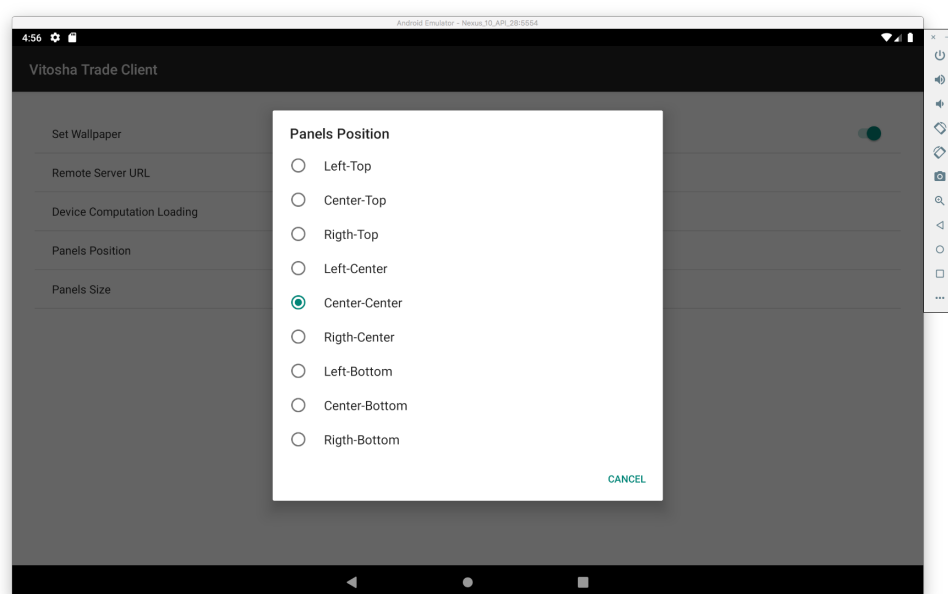 Android Emulator - Nexus_10_API_28:5554
4:56
Vitosha Trade Client
Set Wallpaper
Remote Server URL
Device Computation Loading
Panels Position
Panels Size
Panels Position
Left-Top
Center-Top
Rigth-Top
Left-Center
Center-Center
Rigth-Center
Left-Bottom
Center-Bottom
Rigth-Bottom
CANCEL